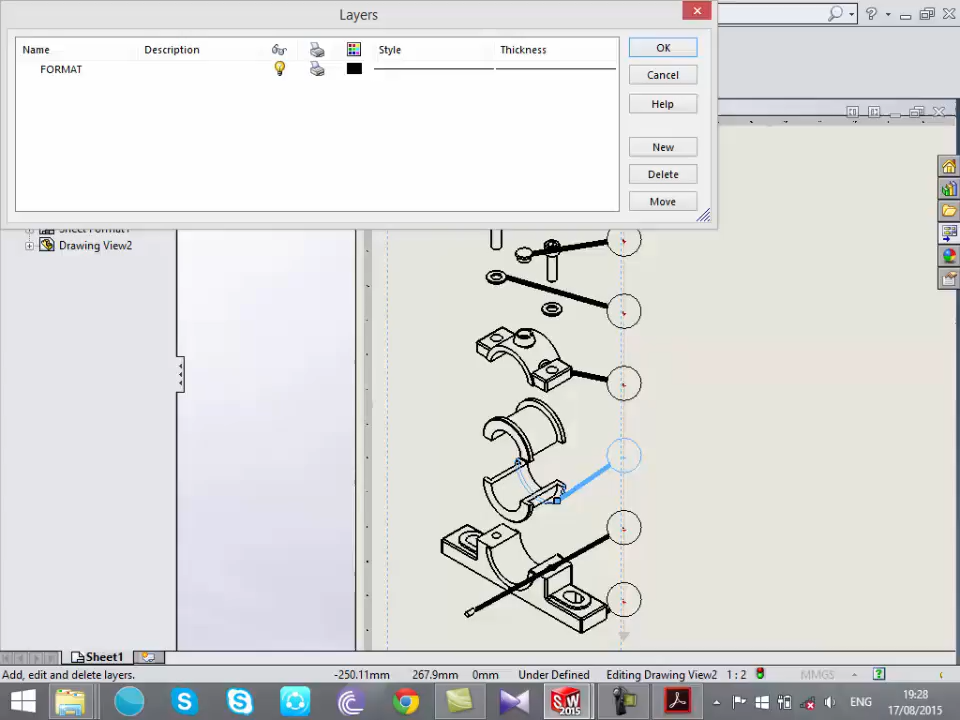 Layers
Name Description Style Thickness
FORMAT
OK
Cancel
Help
New
Delete
Move
Drawing View2
Sheet1
Add, edit and delete layers. -250.11mm 267.9mm 0mm Under Defined Editing Drawing View2 1 : 2 MMGS
SW 2015
ENG
19:28
17/08/2015